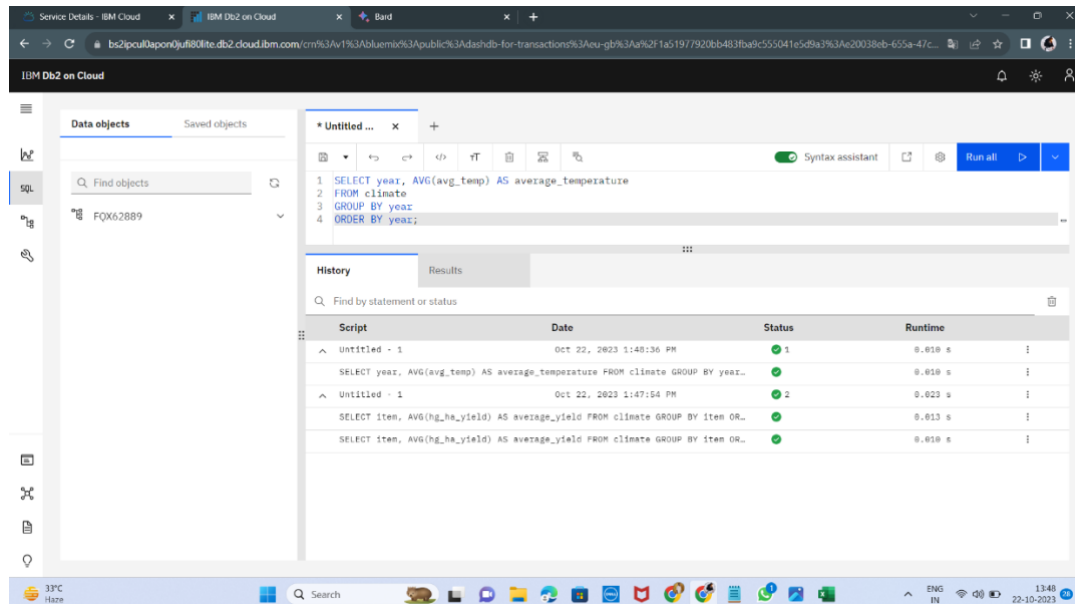 Service Details - IBM Cloud
IBM Db2 on Cloud
Bard
IBM Db2 on Cloud
Data objects
Saved objects
* Untitled ...
Syntax assistant
Run all
SQL
Find objects
FQX62889
1 SELECT year, AVG(avg_temp) AS average_temperature
2 FROM climate
3 GROUP BY year
4 ORDER BY year;
History
Results
Find by statement or status
Script Date Status Runtime
Untitled - 1 Oct 22, 2023 1:48:36 PM 1 0.010 s
SELECT year, AVG(avg_temp) AS average_temperature FROM climate GROUP BY year… 0.010 s
Untitled - 1 Oct 22, 2023 1:47:54 PM 2 0.023 s
SELECT item, AVG(hg_ha_yield) AS average_yield FROM climate GROUP BY item OR… 0.013 s
SELECT item, AVG(hg_ha_yield) AS average_yield FROM climate GROUP BY item OR… 0.010 s
33°C
Haze
Search
ENG
IN
13:48
22-10-2023